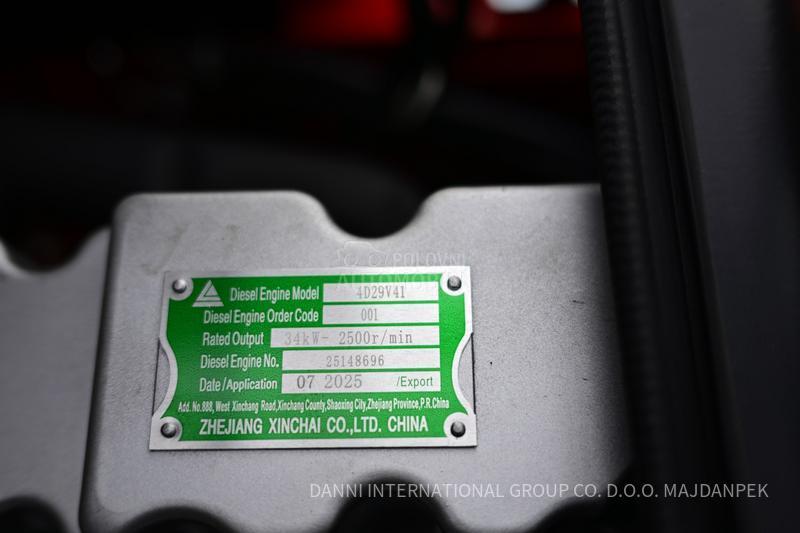 POLOVNI
AUTOMOBILI
Diesel Engine Model 4D29V41
Diesel Engine Order Code 001
Rated Output 34kW- 2500r/min
Diesel Engine No. 25148696
Date/Application 07 2025 /Export
Add. No.888, West Xinchang Road,Xinchang County,Shaoxing City,Zhejiang Province,P.R.China
ZHEJIANG XINCHAI CO.,LTD. CHINA
DANNI INTERNATIONAL GROUP CO. D.O.O. MAJDANPEK